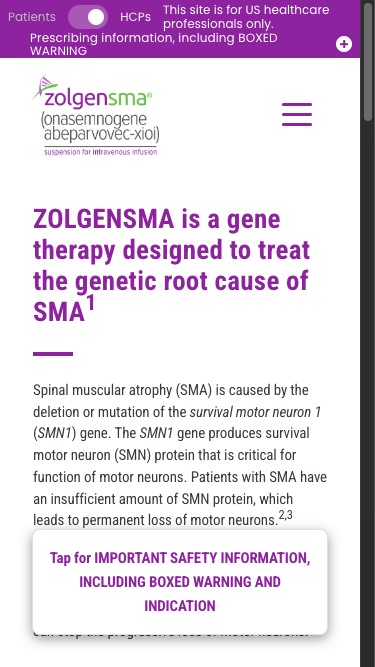 Patients HCPs This site is for US healthcare professionals only.
Prescribing information, including BOXED
WARNING
zolgensma®
(onasemnogene
abeparvovec-xioi)
suspension for intravenous infusion
ZOLGENSMA is a gene
therapy designed to treat
the genetic root cause of
SMA1
Spinal muscular atrophy (SMA) is caused by the
deletion or mutation of the survival motor neuron 1
(SMN1) gene. The SMN1 gene produces survival
motor neuron (SMN) protein that is critical for
function of motor neurons. Patients with SMA have
an insufficient amount of SMN protein, which
leads to permanent loss of motor neurons.2,3
Tap for IMPORTANT SAFETY INFORMATION,
INCLUDING BOXED WARNING AND
INDICATION